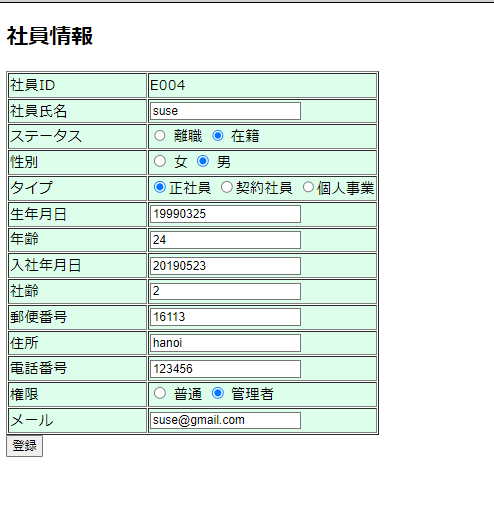 社員情報
社員ID E004
社員氏名 suse
ステータス 離職 在籍
性別 女 男
タイプ 正社員 契約社員 個人事業
生年月日 19990325
年齢 24
入社年月日 20190523
社齢 2
郵便番号 16113
住所 hanoi
電話番号 123456
権限 普通 管理者
メール suse@gmail.com
登録